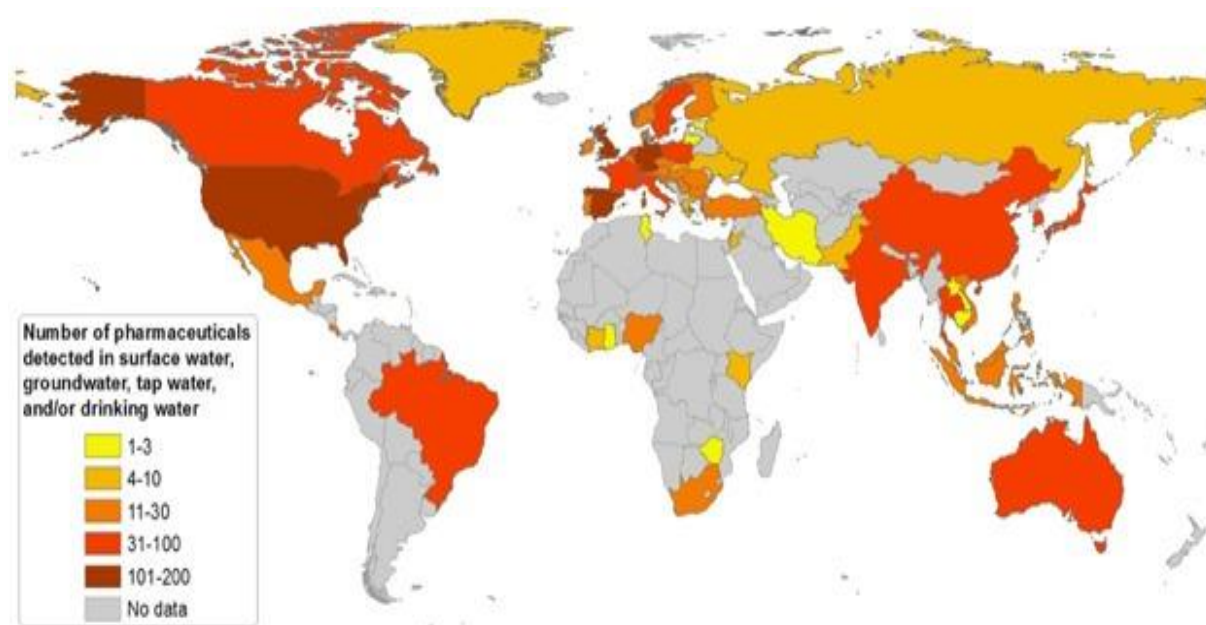 Number of pharmaceuticals
detected in surface water,
groundwater, tap water,
and/or drinking water
1-3
4-10
11-30
31-100
101-200
No data